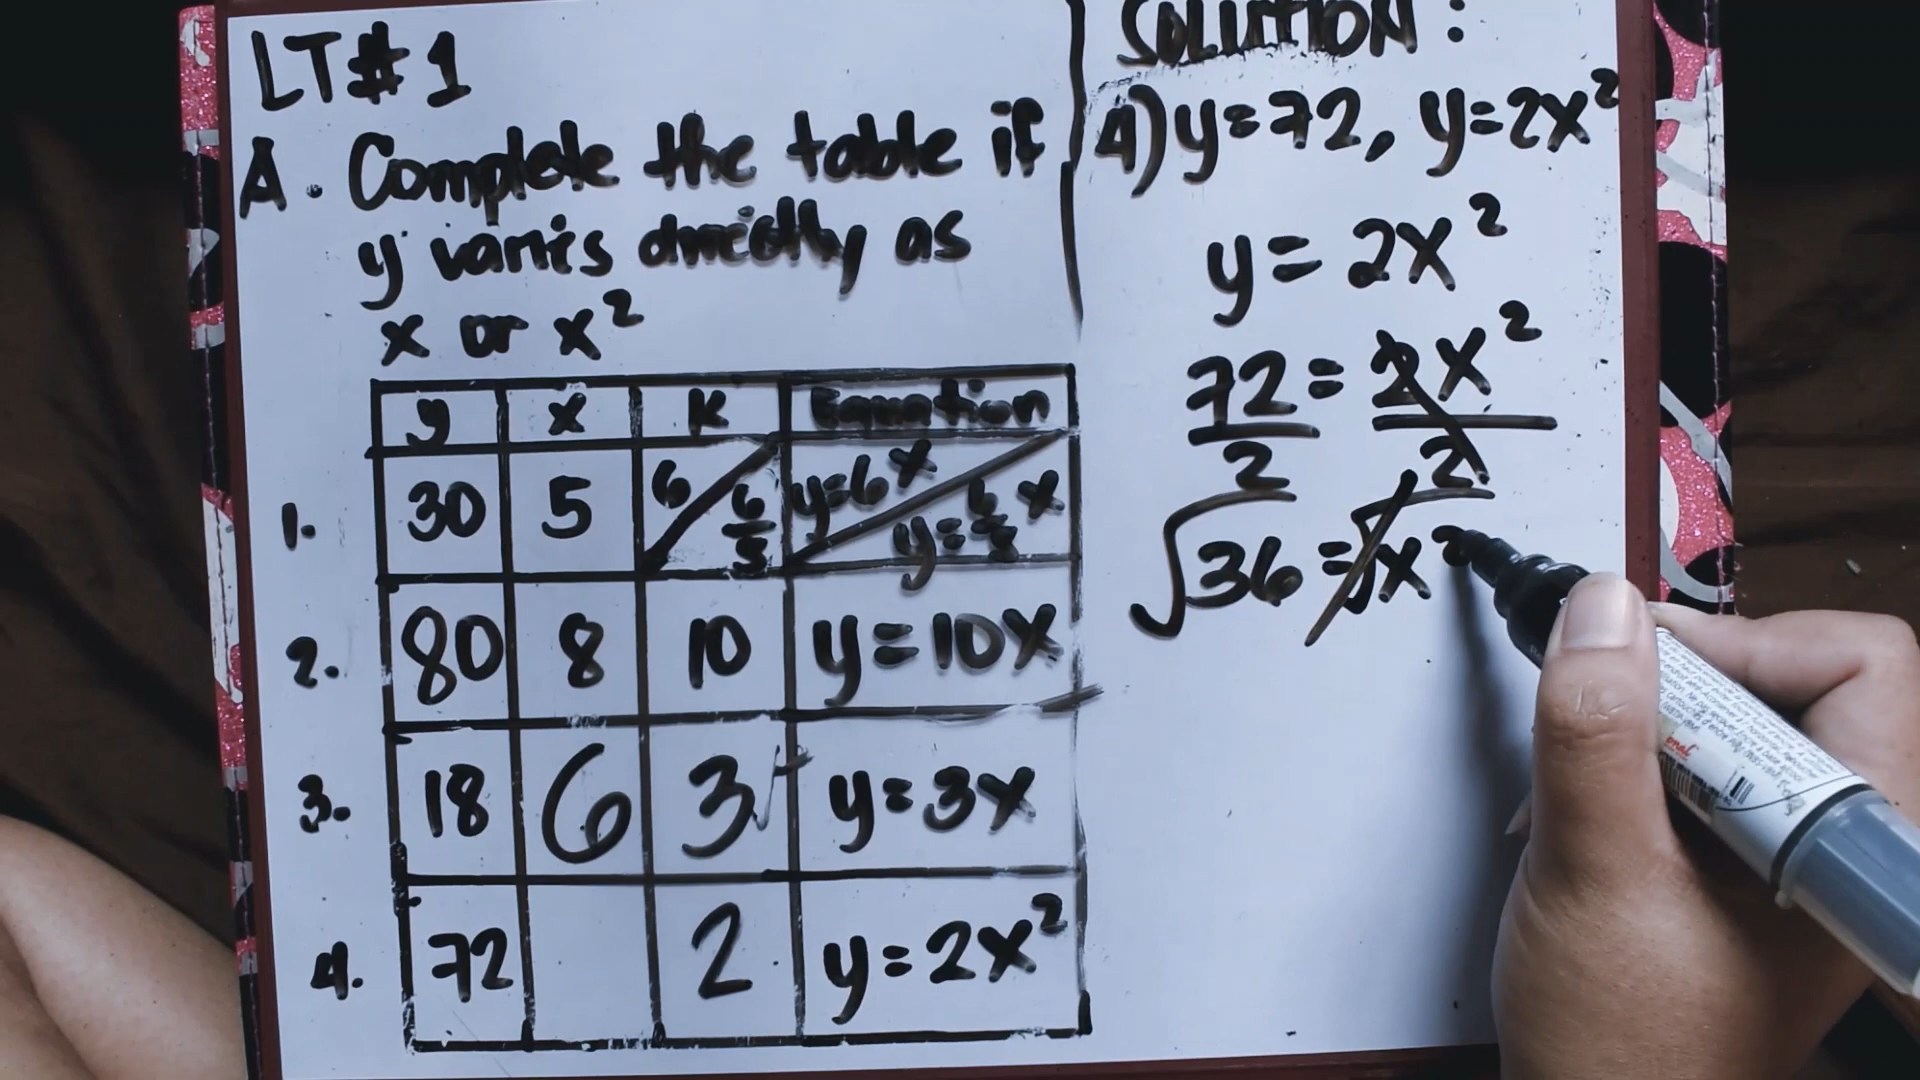 LT#1
A. Complete the table if
y varies directly as
x or x²
y x k Equation
1. 30 5 6 6/5 y=6x y=6/5x
2. 80 8 10 y=10x
3. 18 6 3 y=3x
4. 72 2 y=2x²
SOLUTION:
4) y=72, y=2x²
y=2x²
72/2 = 2x²/2
√36 = √x²